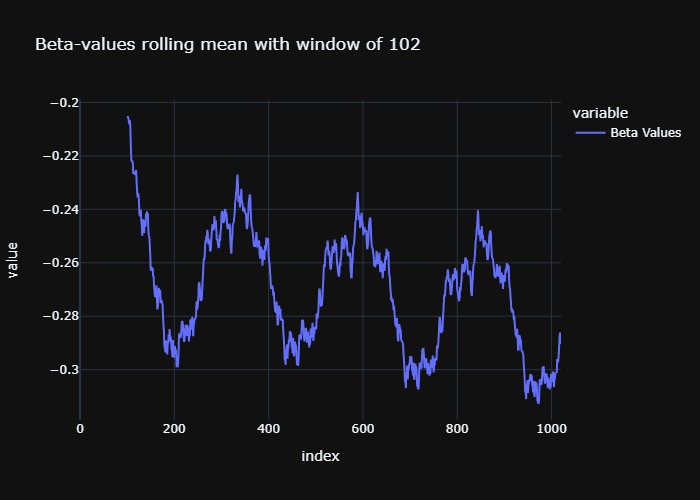 Beta-values rolling mean with window of 102
variable
Beta Values
−0.2
−0.22
−0.24
−0.26
−0.28
−0.3
value
0
200
400
600
800
1000
index